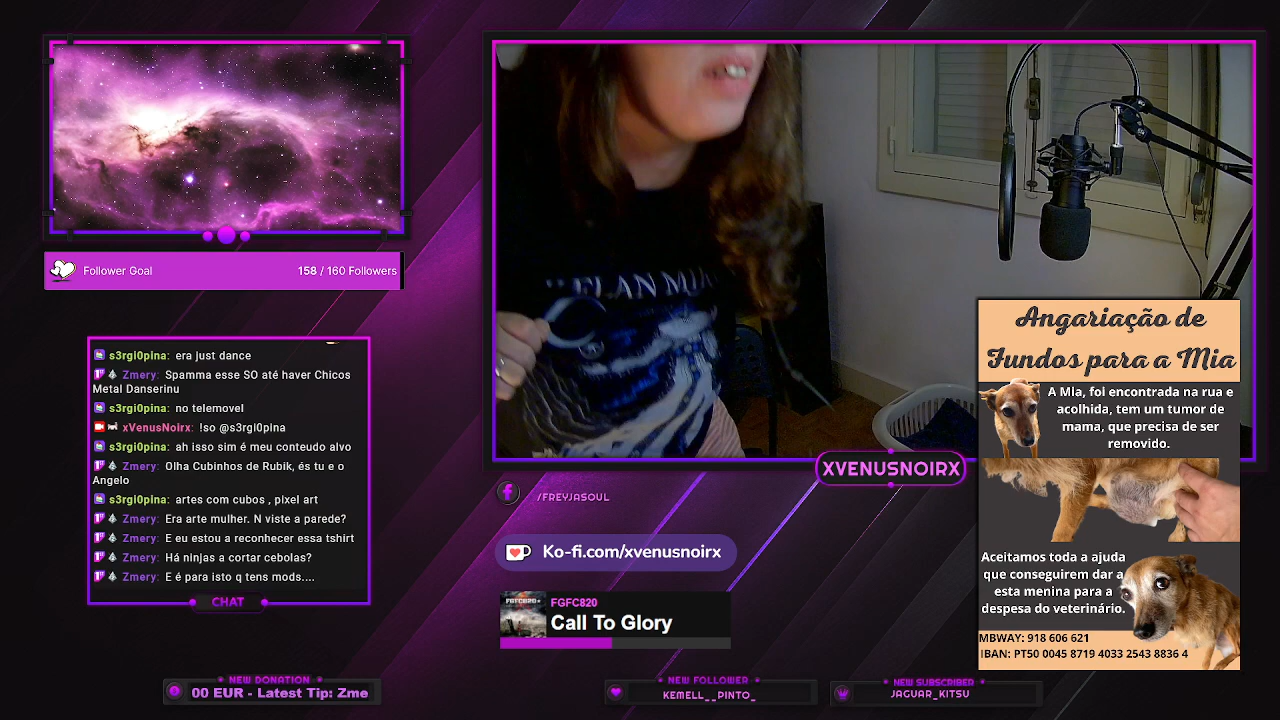 Follower Goal
158 / 160 Followers
s3rgi0pina: era just dance
Zmery: Spamma esse SO até haver Chicos
Metal Danserinu
s3rgi0pina: no telemovel
xVenusNoirx: !so @s3rgi0pina
s3rgi0pina: ah isso sim é meu conteudo alvo
Zmery: Olha Cubinhos de Rubik, és tu e o
Angelo
s3rgi0pina: artes com cubos , pixel art
Zmery: Era arte mulher. N viste a parede?
Zmery: E eu estou a reconhecer essa tshirt
Zmery: Há ninjas a cortar cebolas?
Zmery: E é para isto q tens mods....
CHAT
XVENUSNOIRX
/FREYJASOUL
Ko-fi.com/xvenusnoirx
FGFC820
Call To Glory
Angariação de
Fundos para a Mia
A Mia, foi encontrada na rua e
acolhida, tem um tumor de
mama, que precisa de ser
removido.
Aceitamos toda a ajuda
que conseguirem dar a
esta menina para a
despesa do veterinário.
MBWAY: 918 606 621
IBAN: PT50 0045 8719 4033 2543 8836 4
NEW DONATION
00 EUR - Latest Tip: Zme
NEW FOLLOWER
KEMELL__PINTO_
NEW SUBSCRIBER
JAGUAR_KITSU